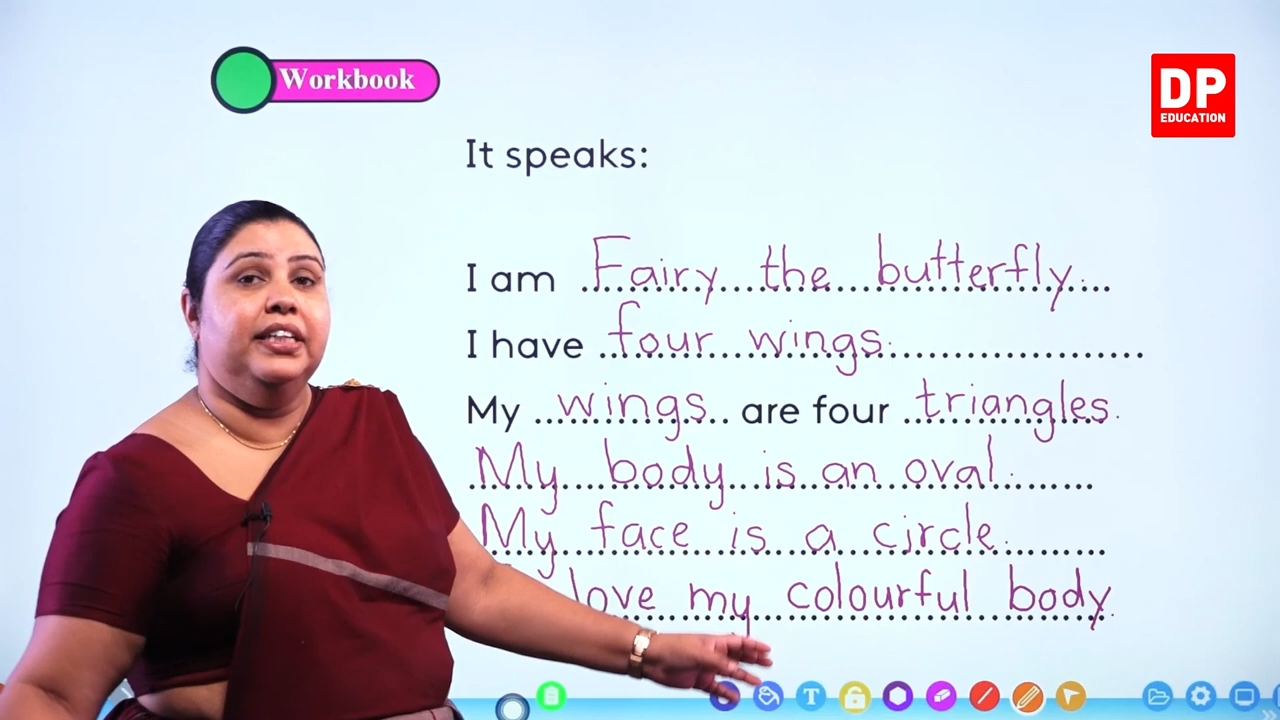 Workbook
DP
EDUCATION
It speaks:
I am Fairy the butterfly.
I have four wings.
My wings are four triangles.
My body is an oval.
My face is a circle.
love my colourful body.